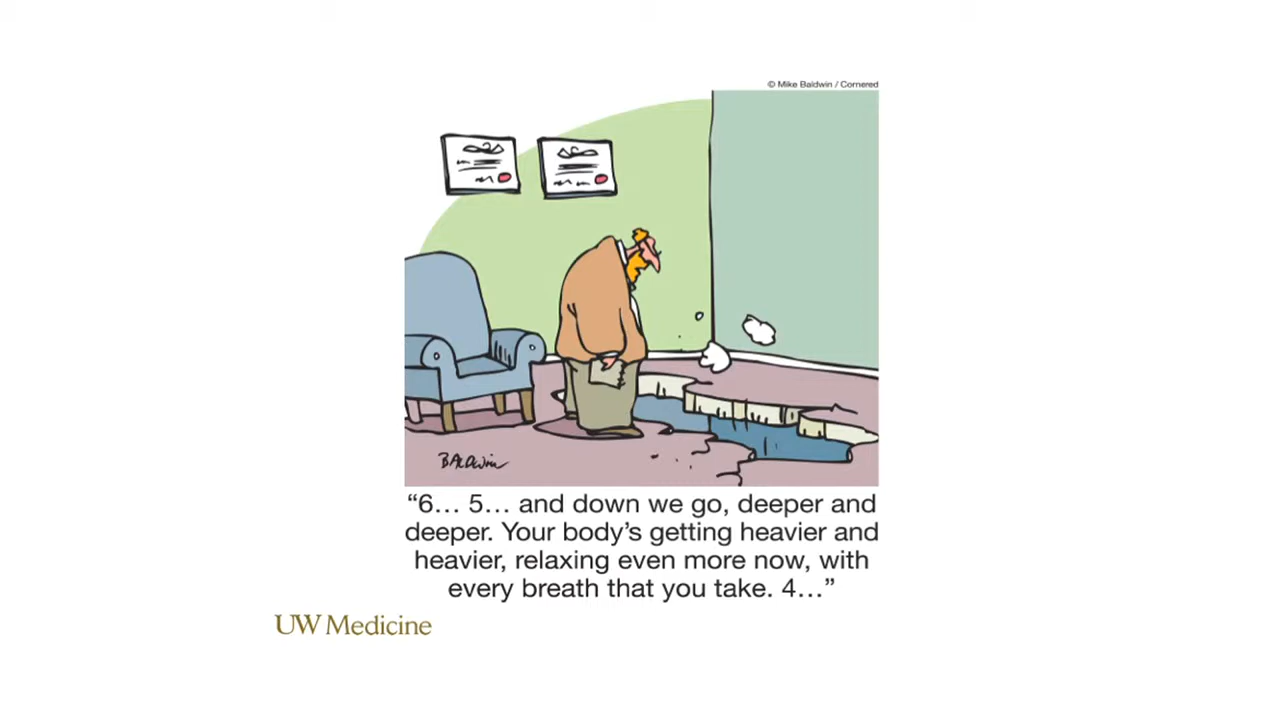 © Mike Baldwin / Cornered
BALDWin
“6... 5... and down we go, deeper and
deeper. Your body’s getting heavier and
heavier, relaxing even more now, with
every breath that you take. 4...”
UW Medicine